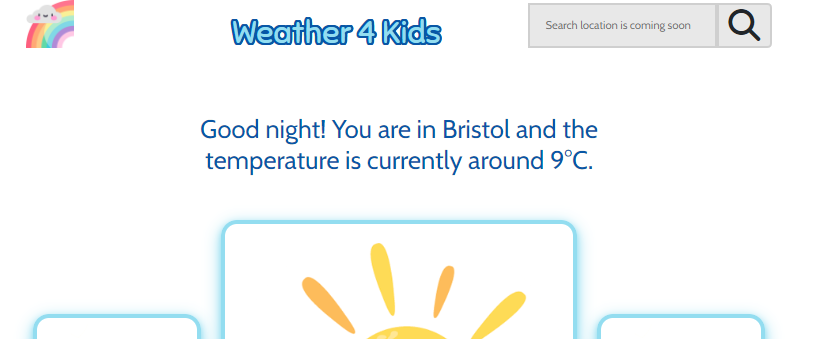 Weather 4 Kids
Search location is coming soon
Good night! You are in Bristol and the
temperature is currently around 9°C.